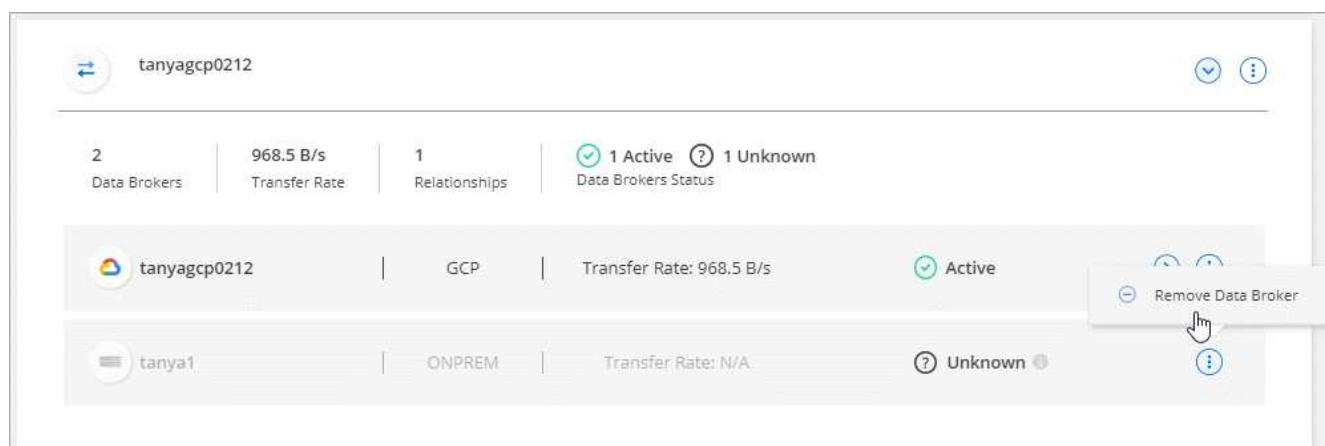 tanyagcp0212
2 968.5 B/s 1 1 Active ? 1 Unknown
Data Brokers Transfer Rate Relationships Data Brokers Status
tanyagcp0212 GCP Transfer Rate: 968.5 B/s Active
Remove Data Broker
tanya1 ONPREM Transfer Rate: N/A ? Unknown